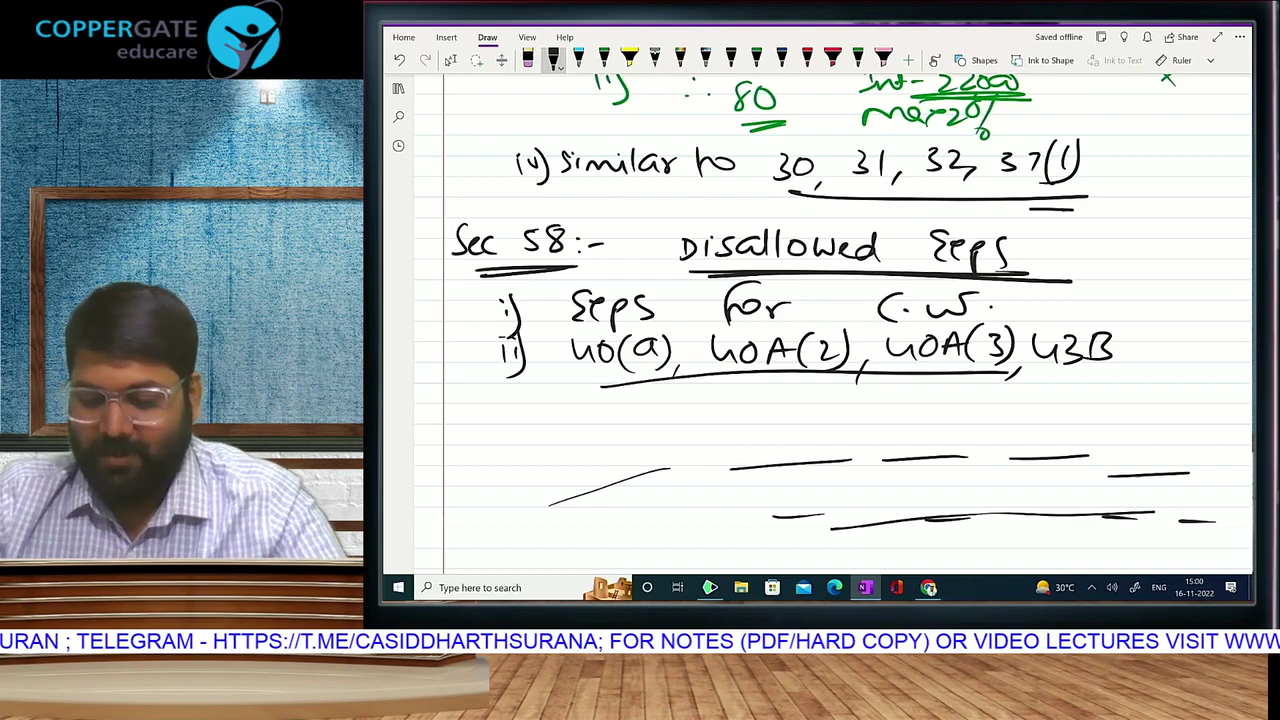 COPPERGATE
educare
Home Insert Draw View Help
Saved offline
Share
Shapes
Ink to Shape
Ink to Text
Ruler
ii) ∴ 80 Int - 22000 x
max 20%
iv) similar to 30, 31, 32, 37(1)
Sec 58:- Disallowed Exps
i) Exps for C.W.
ii) 40(a), 40A(2), 40A(3), 43B
Type here to search
30°C
ENG
15:00
16-11-2022
URAN ; TELEGRAM - HTTPS://T.ME/CASIDDHARTHSURANA; FOR NOTES (PDF/HARD COPY) OR VIDEO LECTURES VISIT WWW